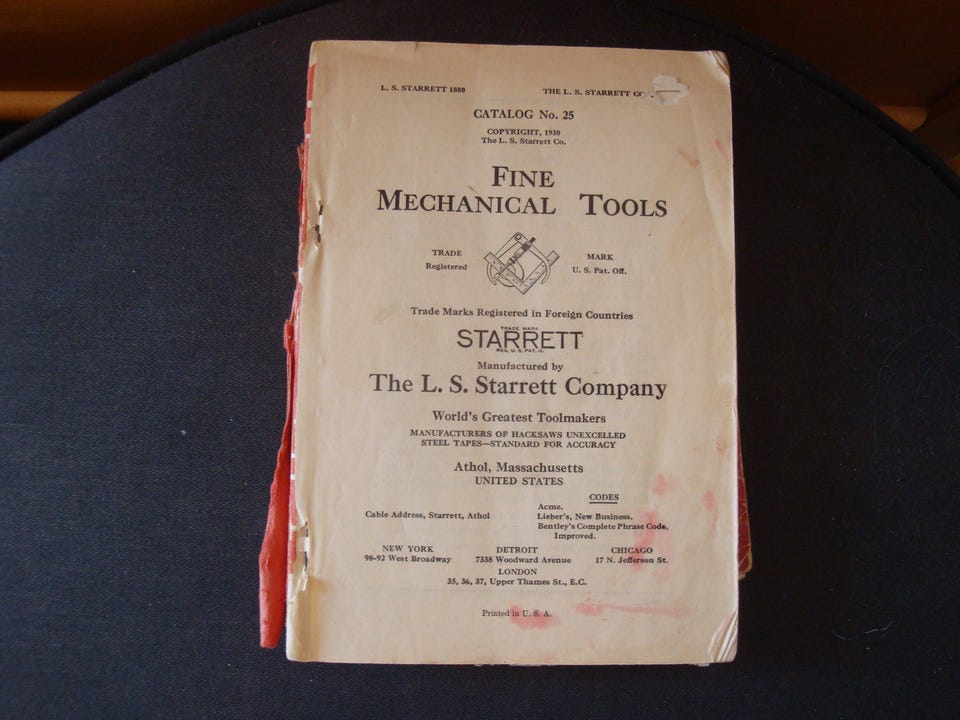 L. S. STARRETT 1880 THE L. S. STARRETT
CATALOG No. 25
COPYRIGHT, 1930
The L. S. Starrett Co.
FINE
MECHANICAL TOOLS
TRADE MARK
Registered U. S. Pat. Off.
Trade Marks Registered in Foreign Countries
TRADE MARK
STARRETT
REG. U. S. PAT. O.
Manufactured by
The L. S. Starrett Company
World's Greatest Toolmakers
MANUFACTURERS OF HACKSAWS UNEXCELLED
STEEL TAPES—STANDARD FOR ACCURACY
Athol, Massachusetts
UNITED STATES
CODES
Acme.
Cable Address, Starrett, Athol Lieber's, New Business.
Bentley's Complete Phrase Code,
Improved.
NEW YORK DETROIT CHICAGO
90-92 West Broadway 7338 Woodward Avenue 17 N. Jefferson St.
LONDON
35, 36, 37, Upper Thames St., E.C.
Printed in U. S. A.